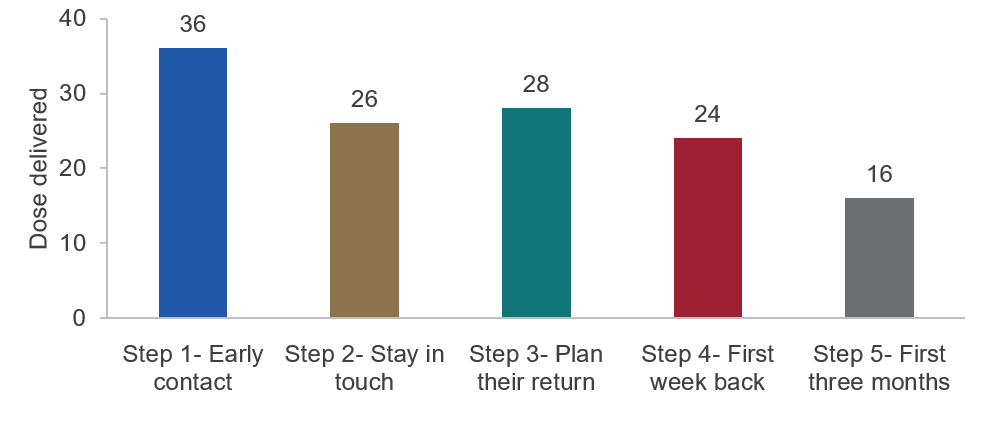 Dose delivered
40
30
20
10
0
36
26
28
24
16
Step 1- Early
contact
Step 2- Stay in
touch
Step 3- Plan
their return
Step 4- First
week back
Step 5- First
three months